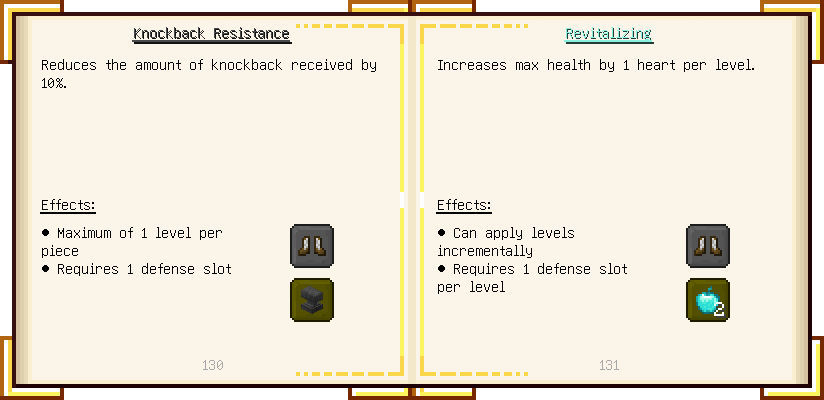 Knockback Resistance
Reduces the amount of knockback received by
10%.
Effects:
● Maximum of 1 level per
piece
● Requires 1 defense slot
130
Revitalizing
Increases max health by 1 heart per level.
Effects:
● Can apply levels
incrementally
● Requires 1 defense slot
per level
2
131